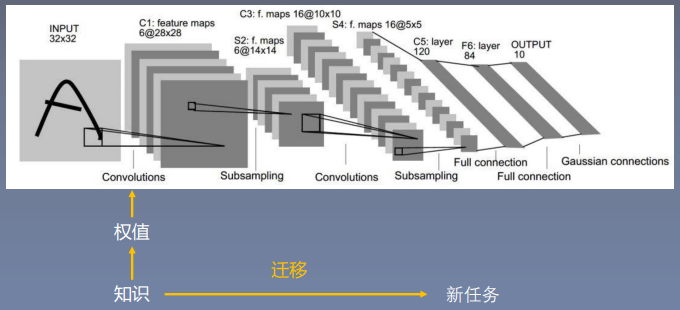 INPUT
32x32
C1: feature maps
6@28x28
S2: f. maps
6@14x14
C3: f. maps 16@10x10
S4: f. maps 16@5x5
C5: layer
120
F6: layer
84
OUTPUT
10
Convolutions
Subsampling
Convolutions
Subsampling
Full connection
Full connection
Gaussian connections
A
权值
迁移
知识
新任务